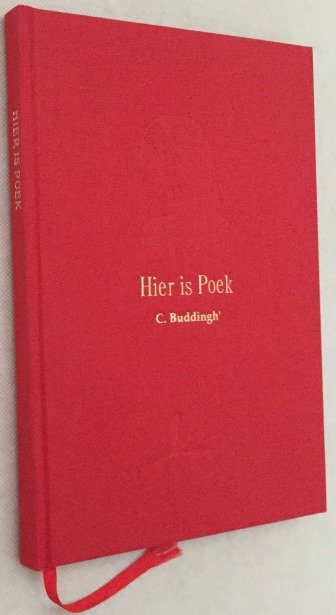 HIER IS POEK
Hier is Poek
C. Buddingh'